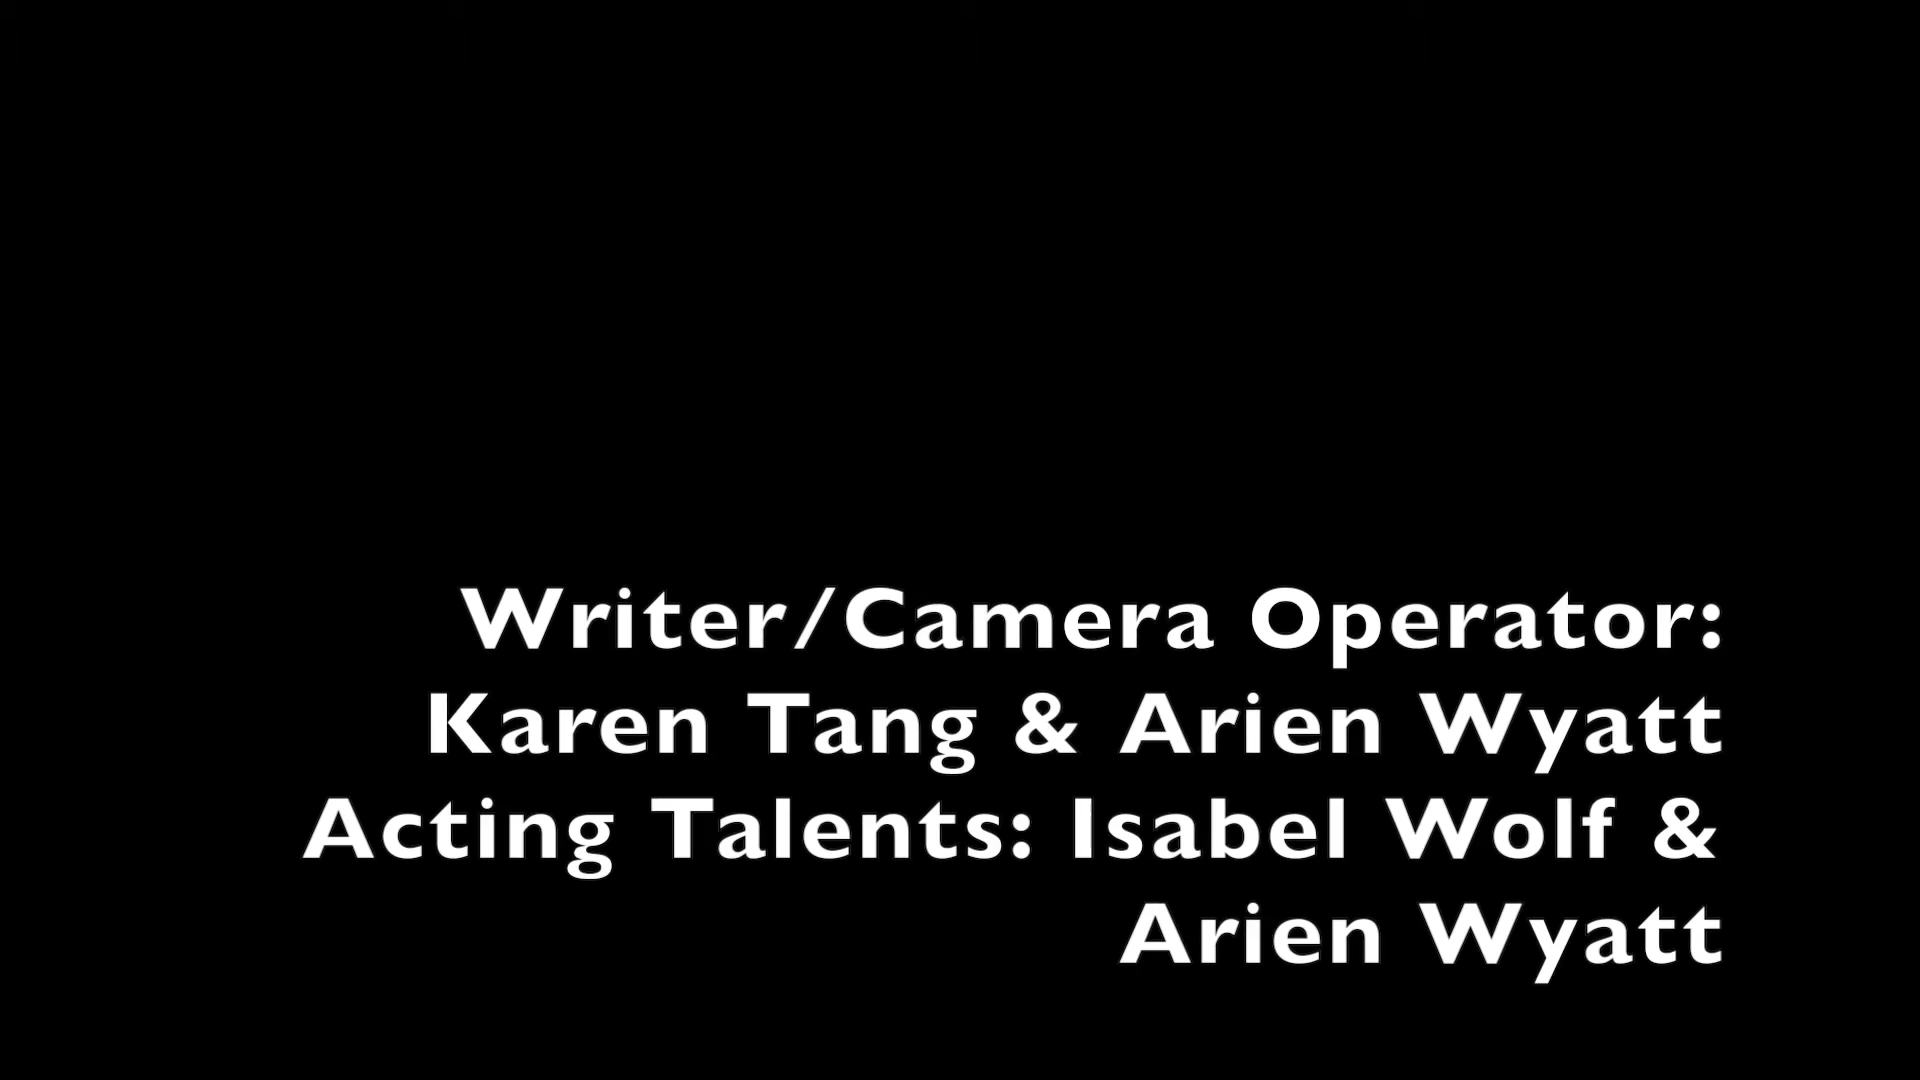 Writer/Camera Operator:
Karen Tang & Arien Wyatt
Acting Talents: Isabel Wolf &
Arien Wyatt